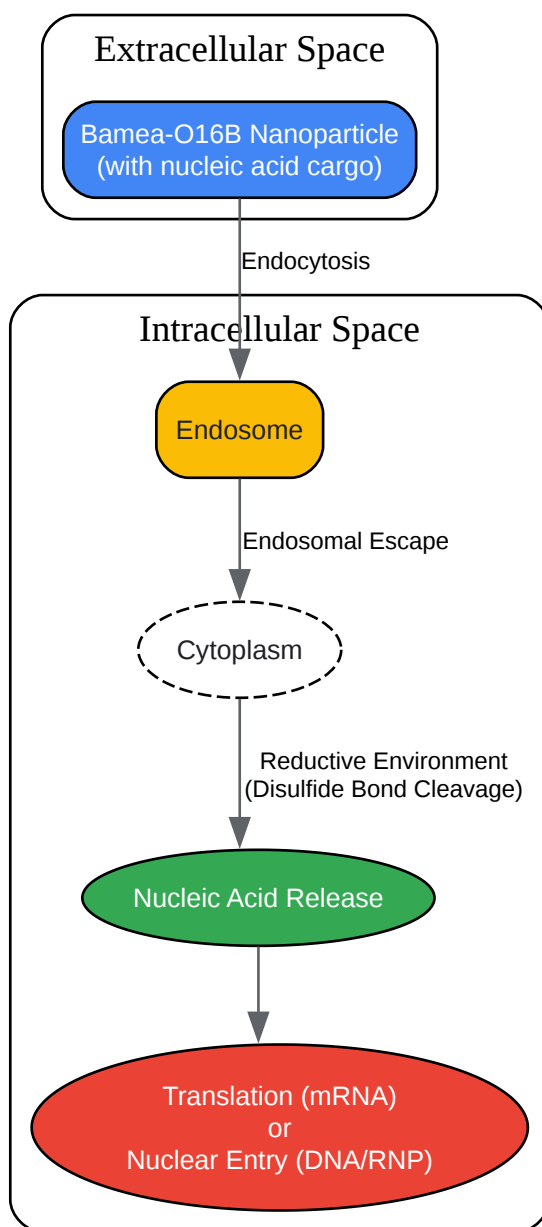 Extracellular Space
Bamea-O16B Nanoparticle
(with nucleic acid cargo)
Endocytosis
Intracellular Space
Endosome
Endosomal Escape
Cytoplasm
Reductive Environment
(Disulfide Bond Cleavage)
Nucleic Acid Release
Translation (mRNA)
or
Nuclear Entry (DNA/RNP)